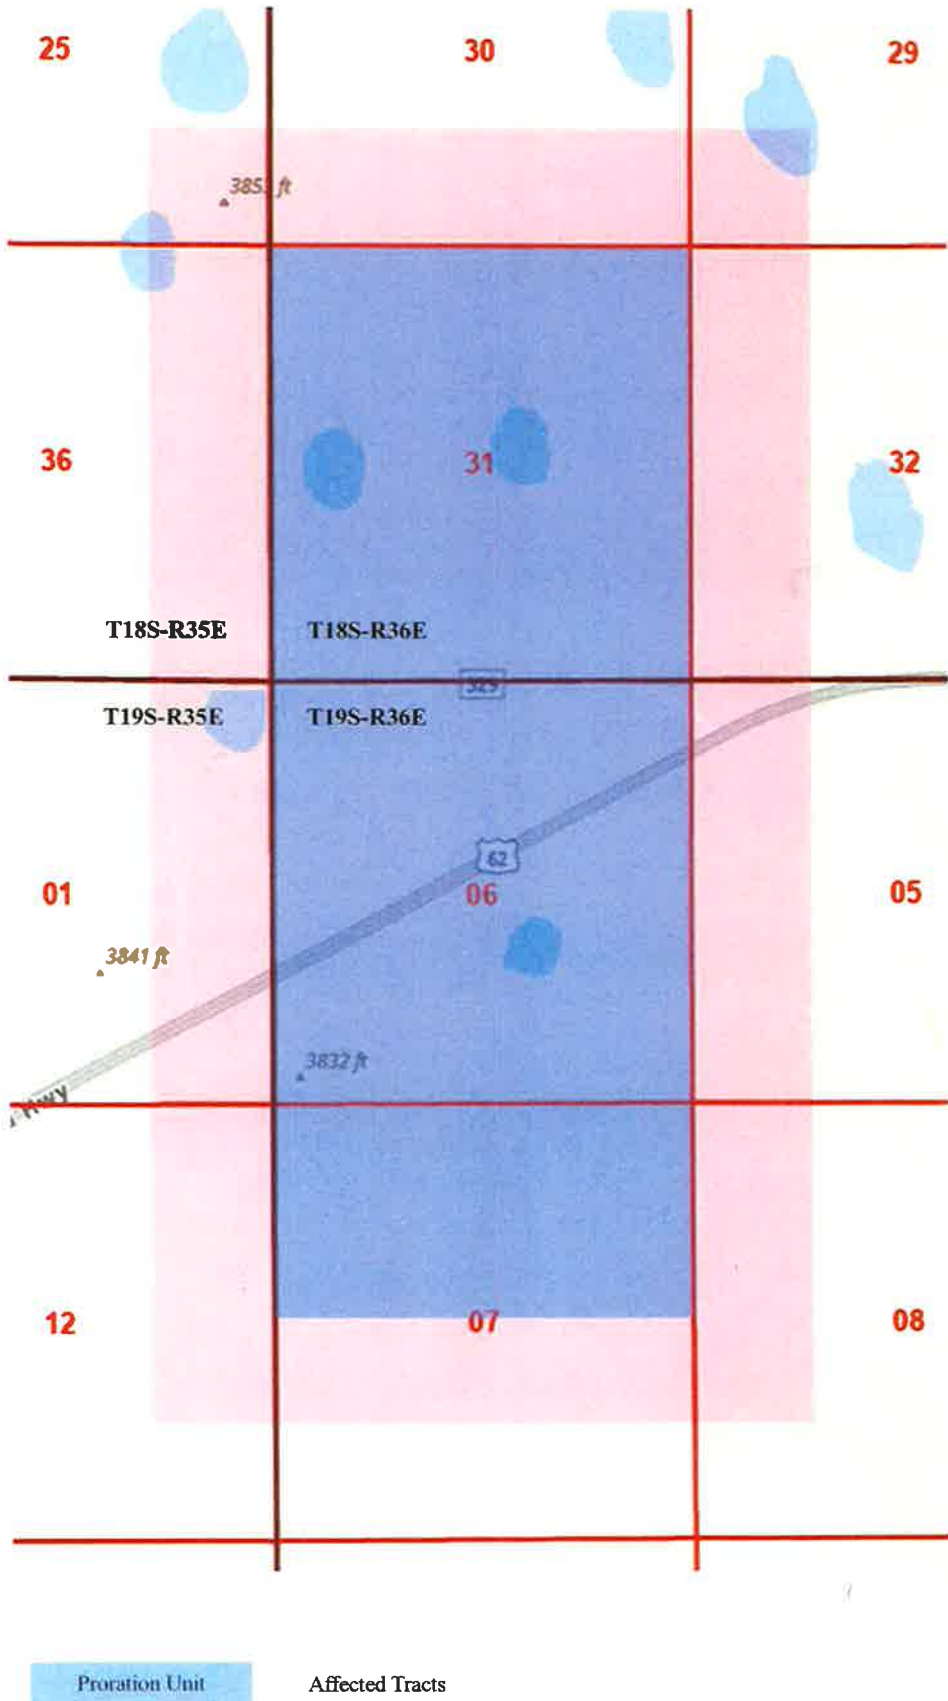 25 30 29
ft
36 31 32
T18S-R35E T18S-R36E
529
T19S-R35E T19S-R36E
62
01 06 05
3841 ft
3832 ft
Hwy
12 07 08
Proration Unit Affected Tracts